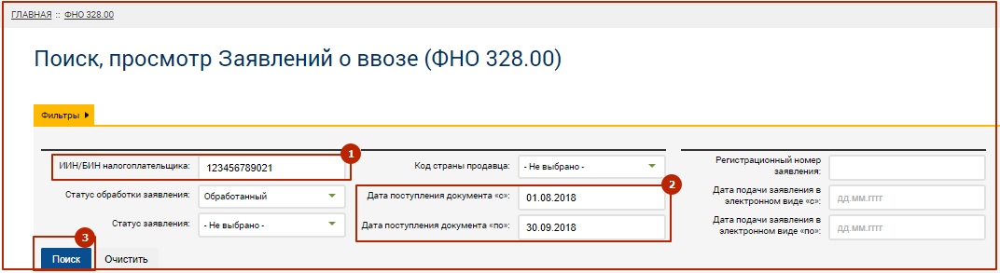 ГЛАВНАЯ :: ФНО 328.00
Поиск, просмотр Заявлений о ввозе (ФНО 328.00)
Фильтры
1
ИИН/БИН налогоплательщика: 123456789021
Статус обработки заявления: Обработанный
Статус заявления: - Не выбрано -
Код страны продавца: - Не выбрано -
2
Дата поступления документа «с»: 01.08.2018
Дата поступления документа «по»: 30.09.2018
Регистрационный номер
заявления:
Дата подачи заявления в
электронном виде «с»: дд.мм.гггг
Дата подачи заявления в
электронном виде «по»: дд.мм.гггг
3
Поиск Очистить